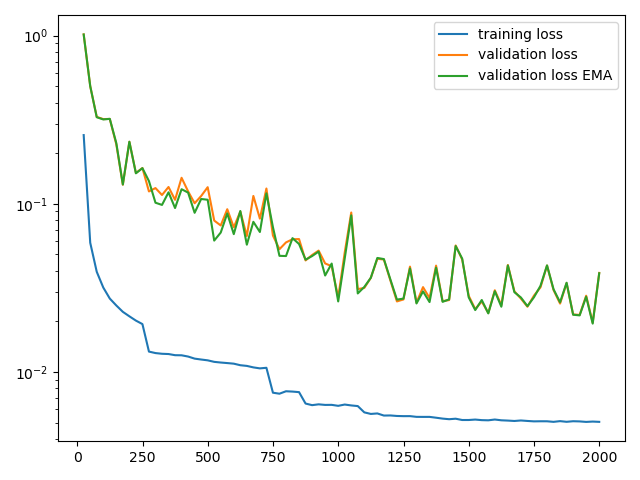 training loss
validation loss
validation loss EMA
10⁰
10⁻¹
10⁻²
0 250 500 750 1000 1250 1500 1750 2000